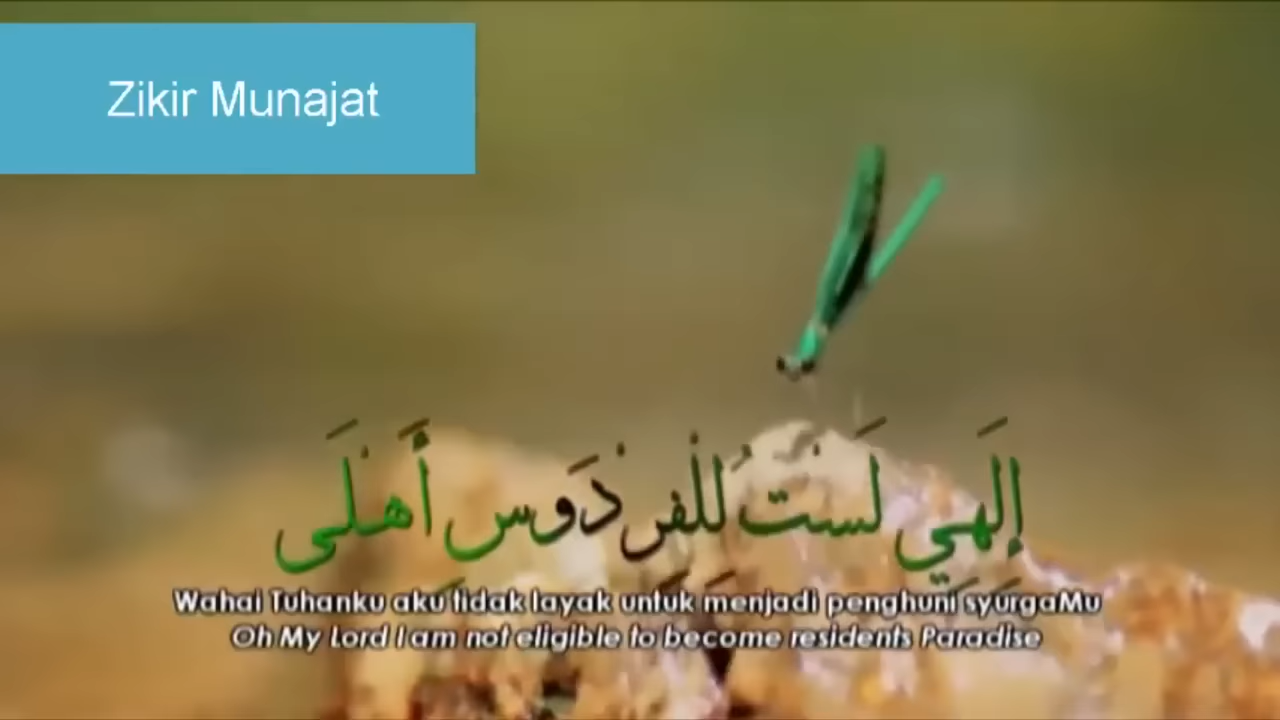 Zikir Munajat
إِلَهِي لَسْتُ لِلْفِرْدَوْسِ أَهْلَى
Wahai Tuhanku aku tidak layak untuk menjadi penghuni syurgaMu
Oh My Lord I am not eligible to become residents Paradise